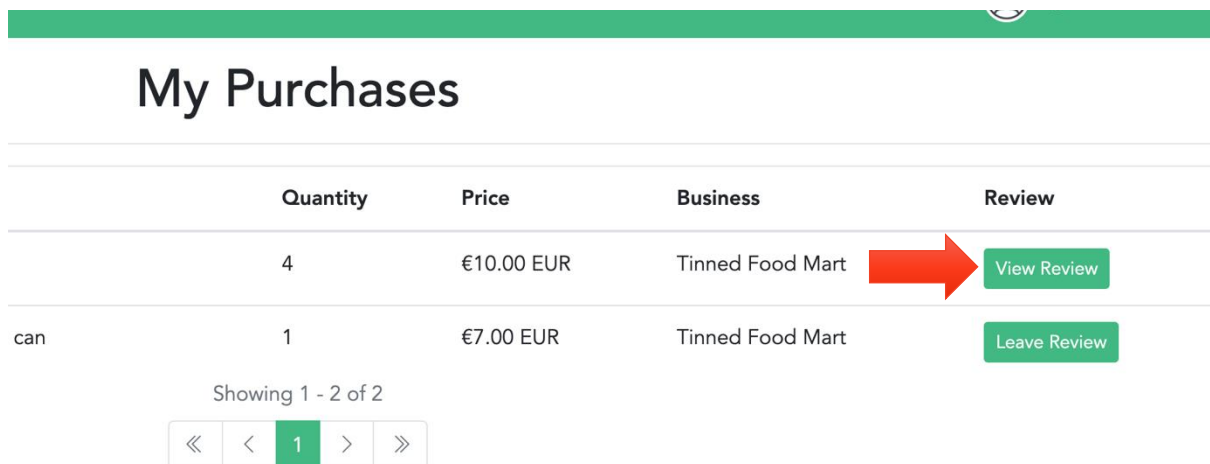 My Purchases
Quantity Price Business Review
4 €10.00 EUR Tinned Food Mart View Review
can 1 €7.00 EUR Tinned Food Mart Leave Review
Showing 1 - 2 of 2
« < 1 > »